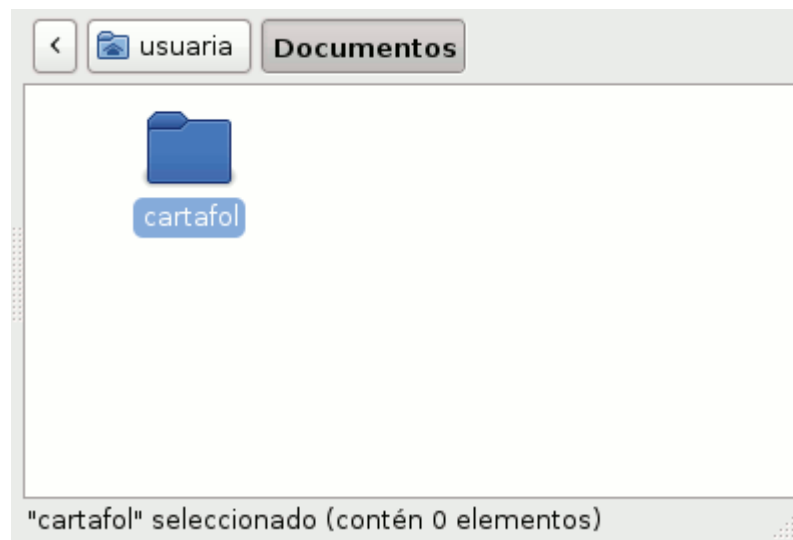 usuaria Documentos
cartafol
"cartafol" seleccionado (contén 0 elementos)